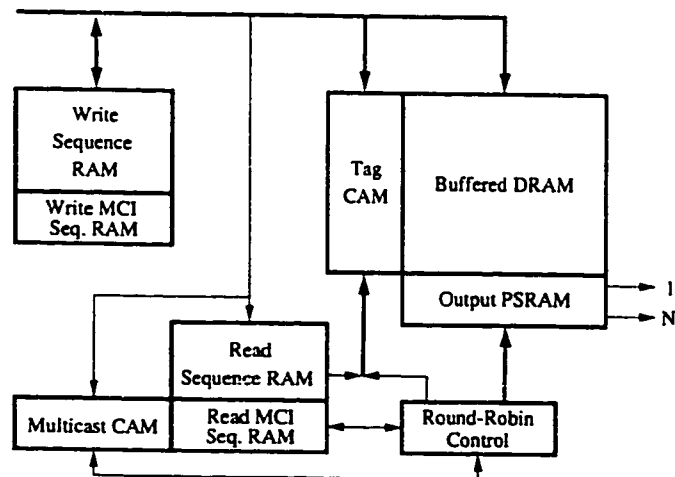 Write
Sequence
RAM
Write MCI
Seq. RAM
Tag
CAM
Buffered DRAM
Output PSRAM
1
N
Read
Sequence RAM
Multicast CAM
Read MCI
Seq. RAM
Round-Robin
Control